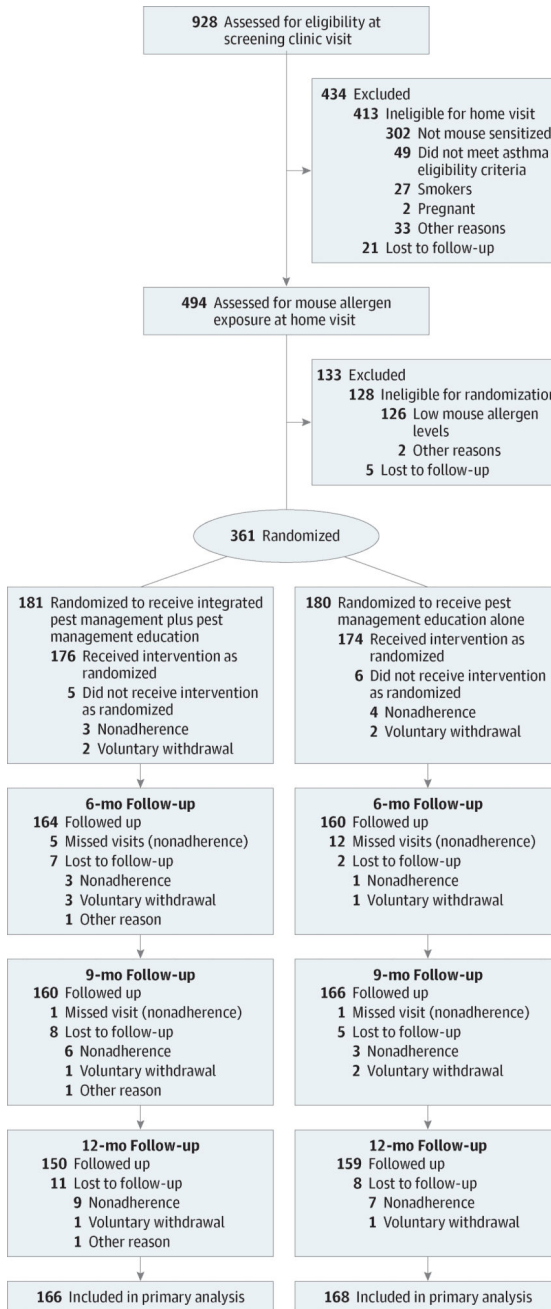 928 Assessed for eligibility at
screening clinic visit
434 Excluded
413 Ineligible for home visit
302 Not mouse sensitized
49 Did not meet asthma
eligibility criteria
27 Smokers
2 Pregnant
33 Other reasons
21 Lost to follow-up
494 Assessed for mouse allergen
exposure at home visit
133 Excluded
128 Ineligible for randomization
126 Low mouse allergen
levels
2 Other reasons
5 Lost to follow-up
361 Randomized
181 Randomized to receive integrated
pest management plus pest
management education
176 Received intervention as
randomized
5 Did not receive intervention
as randomized
3 Nonadherence
2 Voluntary withdrawal
180 Randomized to receive pest
management education alone
174 Received intervention as
randomized
6 Did not receive intervention
as randomized
4 Nonadherence
2 Voluntary withdrawal
6-mo Follow-up
164 Followed up
5 Missed visits (nonadherence)
7 Lost to follow-up
3 Nonadherence
3 Voluntary withdrawal
1 Other reason
6-mo Follow-up
160 Followed up
12 Missed visits (nonadherence)
2 Lost to follow-up
1 Nonadherence
1 Voluntary withdrawal
9-mo Follow-up
160 Followed up
1 Missed visit (nonadherence)
8 Lost to follow-up
6 Nonadherence
1 Voluntary withdrawal
1 Other reason
9-mo Follow-up
166 Followed up
1 Missed visit (nonadherence)
5 Lost to follow-up
3 Nonadherence
2 Voluntary withdrawal
12-mo Follow-up
150 Followed up
11 Lost to follow-up
9 Nonadherence
1 Voluntary withdrawal
1 Other reason
12-mo Follow-up
159 Followed up
8 Lost to follow-up
7 Nonadherence
1 Voluntary withdrawal
166 Included in primary analysis
168 Included in primary analysis